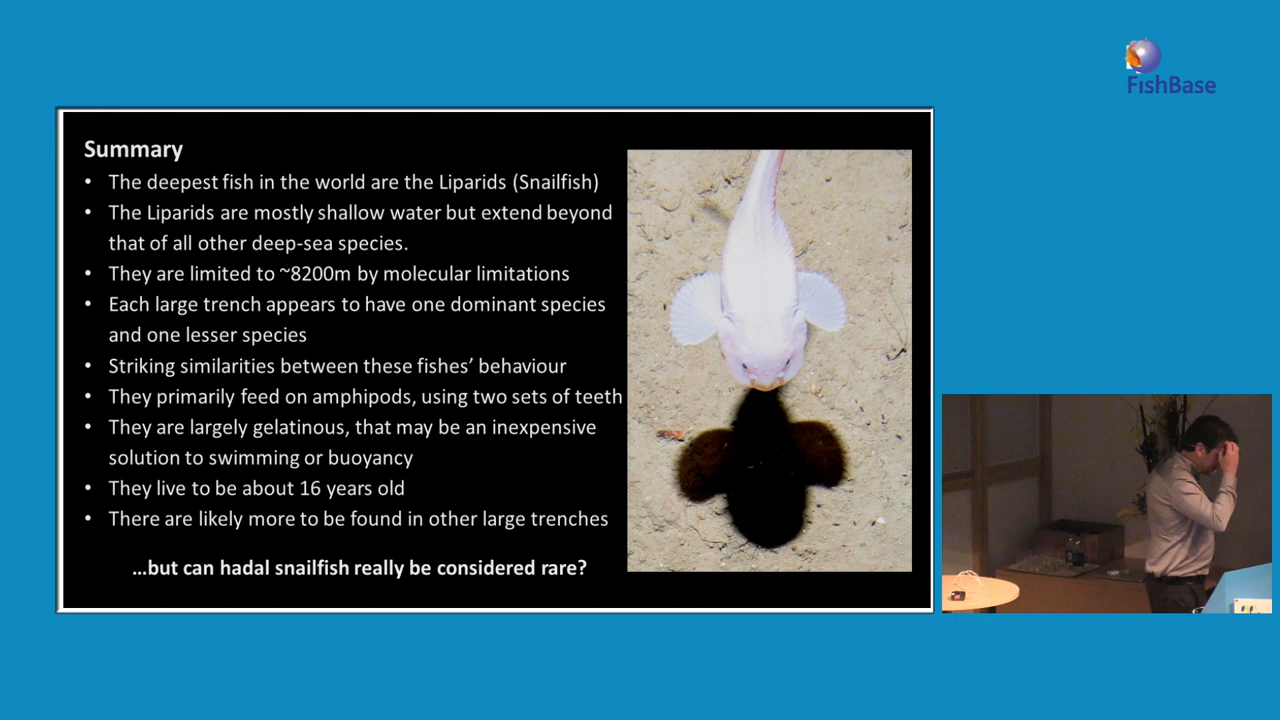 FishBase
Summary
• The deepest fish in the world are the Liparids (Snailfish)
• The Liparids are mostly shallow water but extend beyond
that of all other deep-sea species.
• They are limited to ~8200m by molecular limitations
• Each large trench appears to have one dominant species
and one lesser species
• Striking similarities between these fishes’ behaviour
• They primarily feed on amphipods, using two sets of teeth
• They are largely gelatinous, that may be an inexpensive
solution to swimming or buoyancy
• They live to be about 16 years old
• There are likely more to be found in other large trenches
...but can hadal snailfish really be considered rare?